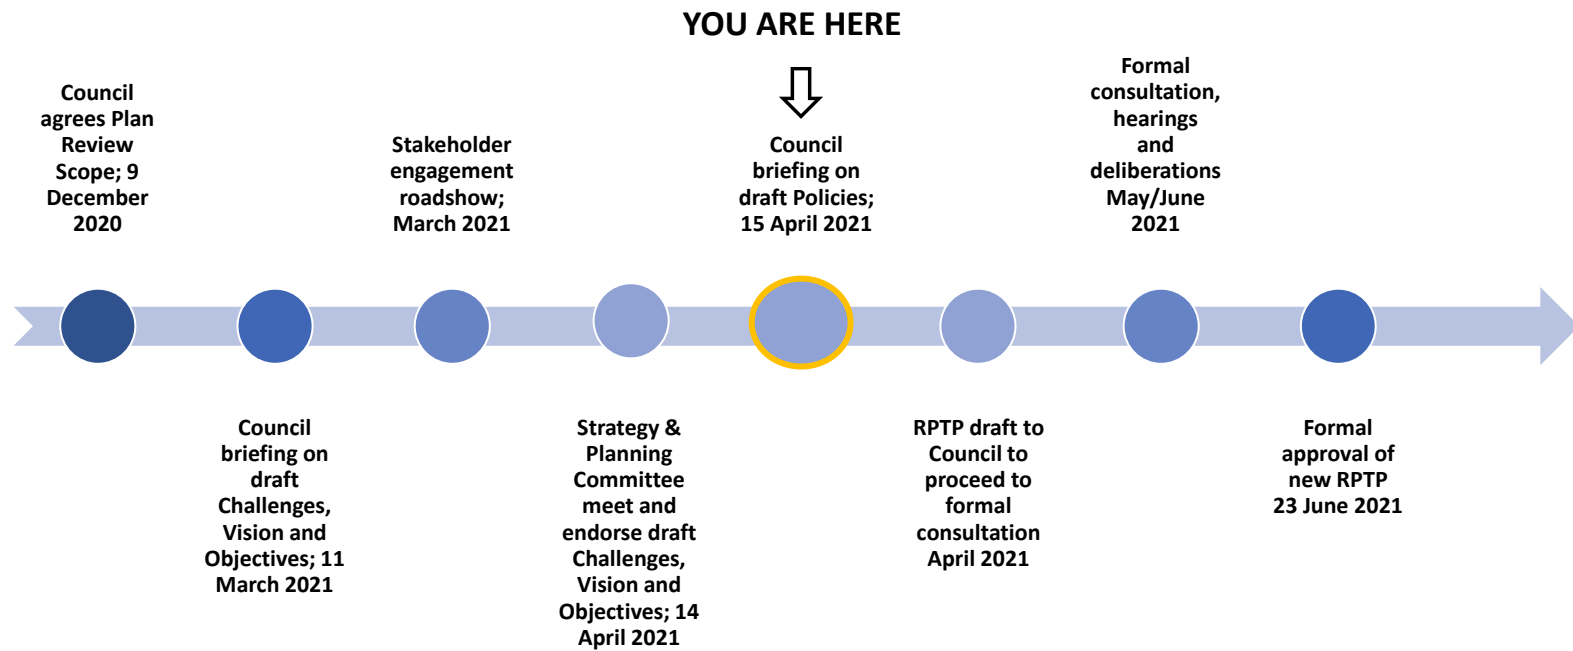 YOU ARE HERE
Council
agrees Plan
Review
Scope; 9
December
2020
Stakeholder
engagement
roadshow;
March 2021
Council
briefing on
draft Policies;
15 April 2021
Formal
consultation,
hearings
and
deliberations
May/June
2021
Council
briefing on
draft
Challenges,
Vision and
Objectives; 11
March 2021
Strategy &
Planning
Committee
meet and
endorse draft
Challenges,
Vision and
Objectives; 14
April 2021
RPTP draft to
Council to
proceed to
formal
consultation
April 2021
Formal
approval of
new RPTP
23 June 2021